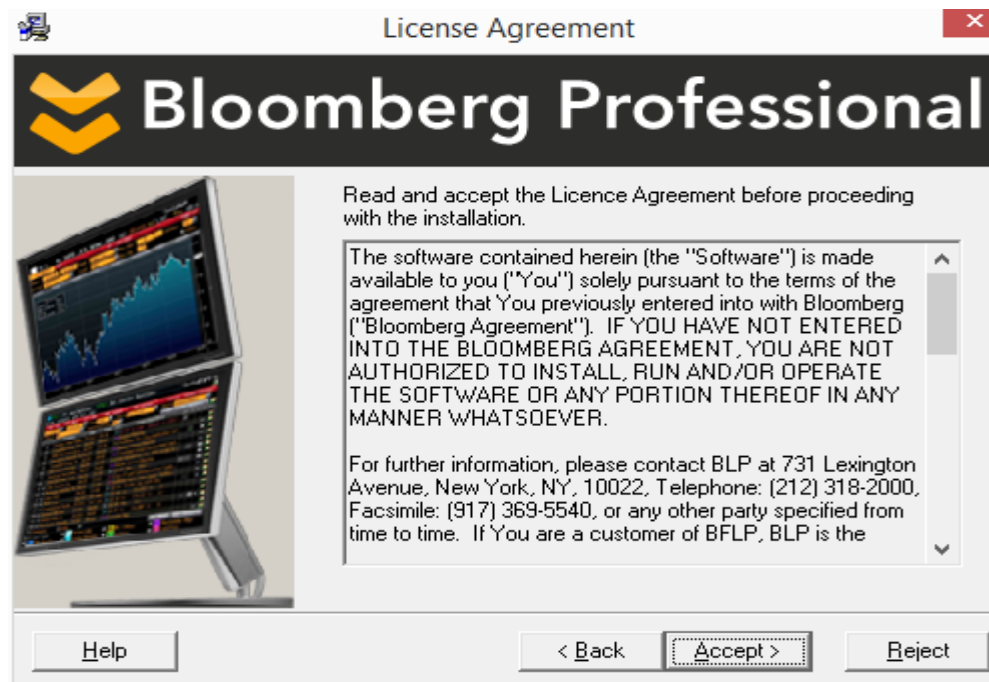 License Agreement
Bloomberg Professional
Read and accept the Licence Agreement before proceeding
with the installation.
The software contained herein (the "Software") is made
available to you ("You") solely pursuant to the terms of the
agreement that You previously entered into with Bloomberg
("Bloomberg Agreement").  IF YOU HAVE NOT ENTERED
INTO THE BLOOMBERG AGREEMENT, YOU ARE NOT
AUTHORIZED TO INSTALL, RUN AND/OR OPERATE
THE SOFTWARE OR ANY PORTION THEREOF IN ANY
MANNER WHATSOEVER.
For further information, please contact BLP at 731 Lexington
Avenue, New York, NY, 10022, Telephone: (212) 318-2000,
Facsimile: (917) 369-5540, or any other party specified from
time to time.  If You are a customer of BFLP, BLP is the
Help
< Back
Accept >
Reject